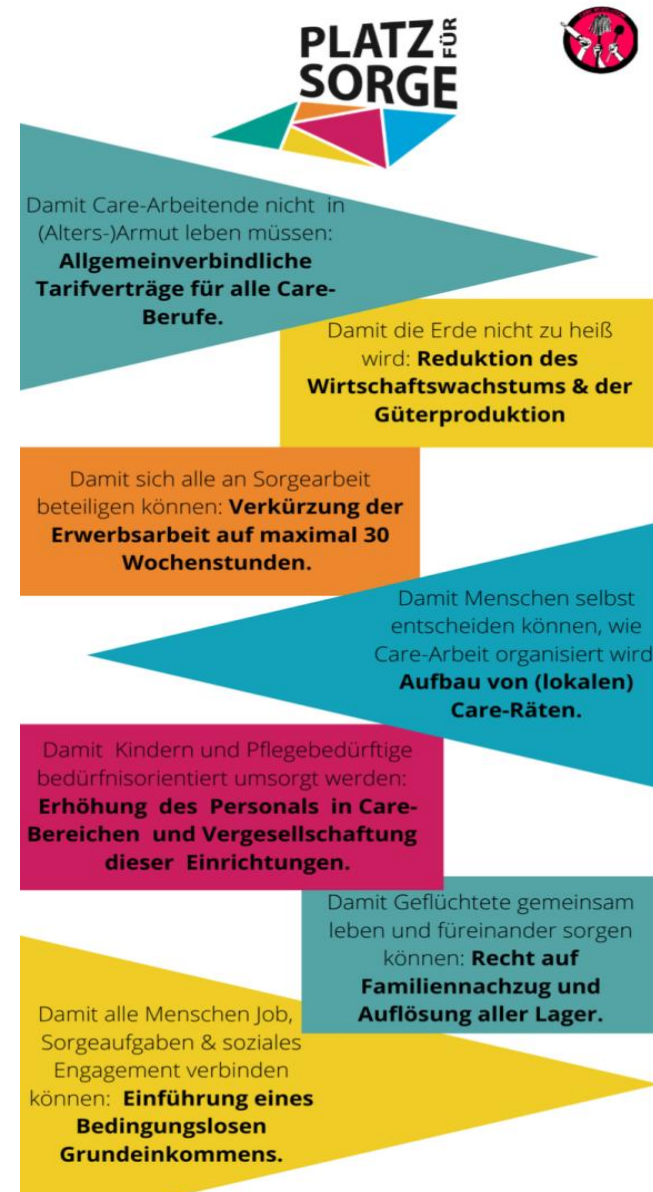 PLATZ FÜR
SORGE
Damit Care-Arbeitende nicht in
(Alters-)Armut leben müssen:
Allgemeinverbindliche
Tarifverträge für alle Care-
Berufe.
Damit die Erde nicht zu heiß
wird: Reduktion des
Wirtschaftswachstums & der
Güterproduktion
Damit sich alle an Sorgearbeit
beteiligen können: Verkürzung der
Erwerbsarbeit auf maximal 30
Wochenstunden.
Damit Menschen selbst
entscheiden können, wie
Care-Arbeit organisiert wird
Aufbau von (lokalen)
Care-Räten.
Damit Kindern und Pflegebedürftige
bedürfnisorientiert umsorgt werden:
Erhöhung des Personals in Care-
Bereichen und Vergesellschaftung
dieser Einrichtungen.
Damit Geflüchtete gemeinsam
leben und füreinander sorgen
können: Recht auf
Familiennachzug und
Auflösung aller Lager.
Damit alle Menschen Job,
Sorgeaufgaben & soziales
Engagement verbinden
können: Einführung eines
Bedingungslosen
Grundeinkommens.